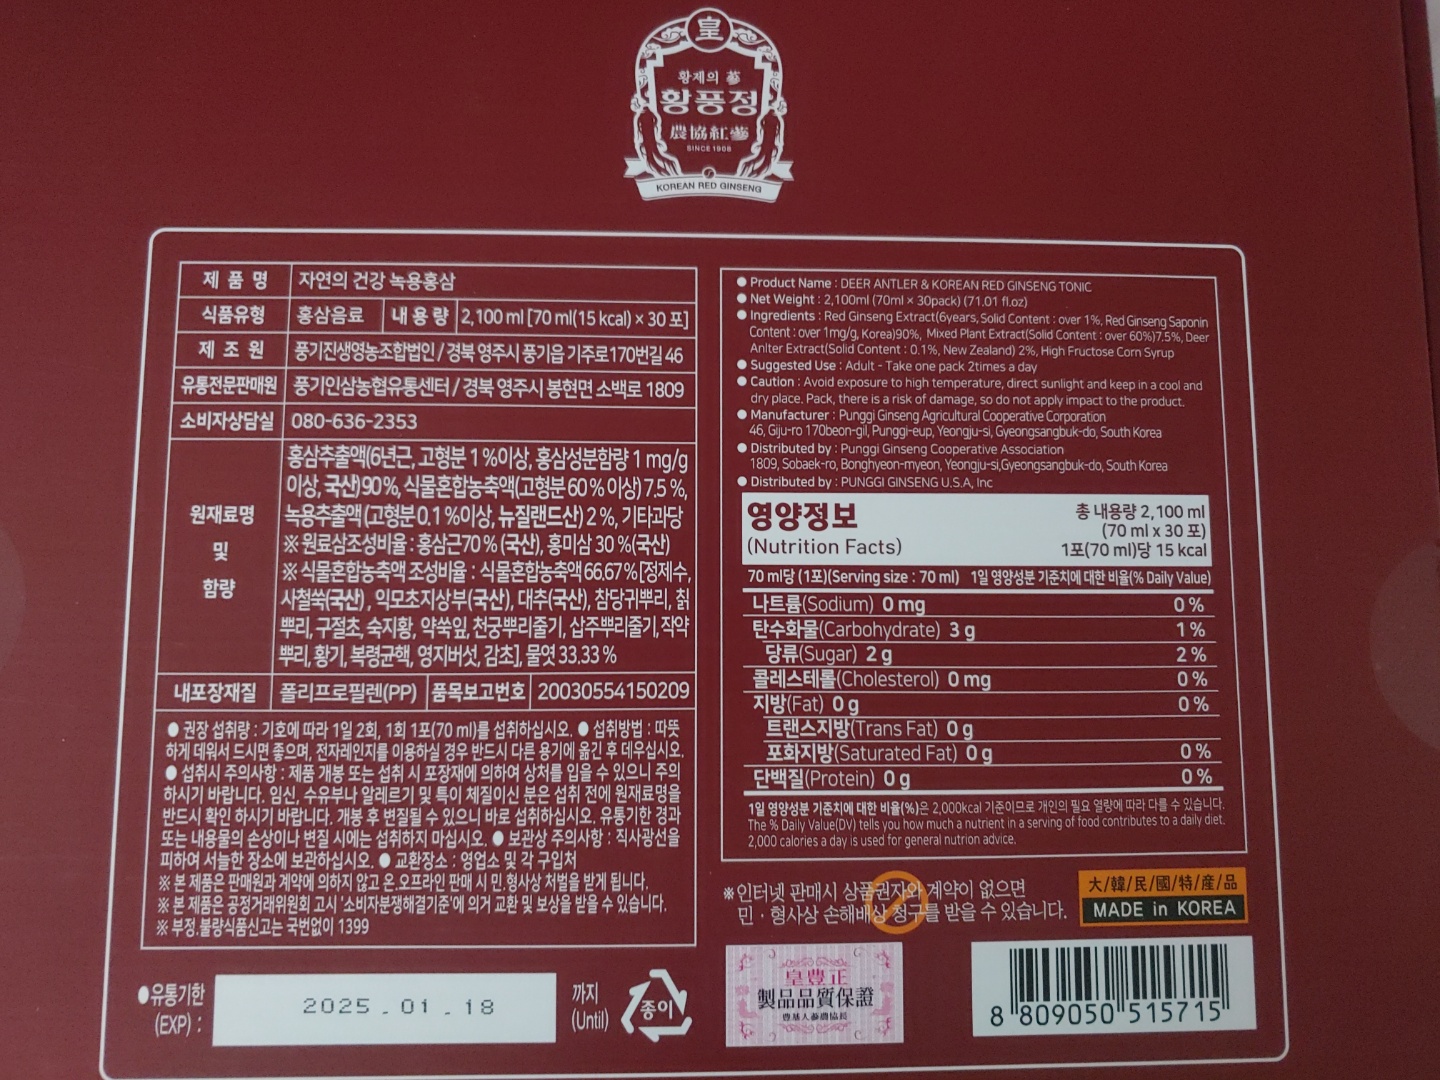 皇
황제의 蔘
황풍정
農協紅蔘
SINCE 1908
KOREAN RED GINSENG
제 품 명 자연의 건강 녹용홍삼
식품유형 홍삼음료 내 용 량 2,100 ml [70 ml(15 kcal) × 30 포]
제 조 원 풍기진생영농조합법인 / 경북 영주시 풍기읍 기주로170번길 46
유통전문판매원 풍기인삼농협유통센터 / 경북 영주시 봉현면 소백로 1809
소비자상담실 080-636-2353
원재료명 및 함량
홍삼추출액(6년근, 고형분 1 %이상, 홍삼성분함량 1 mg/g
이상, 국산)90 %, 식물혼합농축액(고형분 60 % 이상) 7.5 %,
녹용추출액(고형분 0.1 %이상, 뉴질랜드산) 2 %, 기타과당
※ 원료삼조성비율 : 홍삼근70 % (국산), 홍미삼 30 %(국산)
※ 식물혼합농축액 조성비율 : 식물혼합농축액 66.67 % [정제수,
사철쑥(국산) , 익모초지상부(국산), 대추(국산), 참당귀뿌리, 칡
뿌리, 구절초, 숙지황, 약쑥잎, 천궁뿌리줄기, 삽주뿌리줄기, 작약
뿌리, 황기, 복령균핵, 영지버섯, 감초], 물엿 33.33 %
내포장재질 폴리프로필렌(PP) 품목보고번호 20030554150209
● 권장 섭취량 : 기호에 따라 1일 2회, 1회 1포(70 ml)를 섭취하십시오. ● 섭취방법 : 따뜻
하게 데워서 드시면 좋으며, 전자레인지를 이용하실 경우 반드시 다른 용기에 옮긴 후 데우십시오.
● 섭취시 주의사항 : 제품 개봉 또는 섭취 시 포장재에 의하여 상처를 입을 수 있으니 주의
하시기 바랍니다. 임신, 수유부나 알레르기 및 특이 체질이신 분은 섭취 전에 원재료명을
반드시 확인 하시기 바랍니다. 개봉 후 변질될 수 있으니 바로 섭취하십시오. 유통기한 경과
또는 내용물의 손상이나 변질 시에는 섭취하지 마십시오. ● 보관상 주의사항 : 직사광선을
피하여 서늘한 장소에 보관하십시오. ● 교환장소 : 영업소 및 각 구입처
※ 본 제품은 판매원과 계약에 의하지 않고 온.오프라인 판매 시 민.형사상 처벌을 받게 됩니다.
※ 본 제품은 공정거래위원회 고시 '소비자분쟁해결기준'에 의거 교환 및 보상을 받을 수 있습니다.
※ 부정.불량식품신고는 국번없이 1399
●유통기한
(EXP) :
2025 . 01 . 18
까지
(Until)
종이
● Product Name : DEER ANTLER & KOREAN RED GINSENG TONIC
● Net Weight : 2,100ml (70ml × 30pack) (71.01 fl.oz)
● Ingredients : Red Ginseng Extract(6years, Solid Content : over 1%, Red Ginseng Saponin
Content : over 1mg/g, Korea)90%, Mixed Plant Extract(Solid Content : over 60%)7.5%, Deer
Aniter Extract(Solid Content : 0.1%, New Zealand) 2%, High Fructose Corn Syrup
● Suggested Use : Adult - Take one pack 2times a day
● Caution : Avoid exposure to high temperature, direct sunlight and keep in a cool and
dry place. Pack, there is a risk of damage, so do not apply impact to the product.
● Manufacturer : Punggi Ginseng Agricultural Cooperative Corporation
46, Giju-ro 170beon-gil, Punggi-eup, Yeongju-si, Gyeongsangbuk-do, South Korea
● Distributed by : Punggi Ginseng Cooperative Association
1809, Sobaek-ro, Bonghyeon-myeon, Yeongju-si,Gyeongsangbuk-do, South Korea
● Distributed by : PUNGGI GINSENG U.S.A, Inc
영양정보
(Nutrition Facts)
총 내용량 2,100 ml
(70 ml x 30 포)
1포(70 ml)당 15 kcal
70 ml당 (1포)(Serving size : 70 ml) 1일 영양성분 기준치에 대한 비율(% Daily Value)
나트륨(Sodium) 0 mg 0 %
탄수화물(Carbohydrate) 3 g 1 %
당류(Sugar) 2 g 2 %
콜레스테롤(Cholesterol) 0 mg 0 %
지방(Fat) 0 g 0 %
트랜스지방(Trans Fat) 0 g
포화지방(Saturated Fat) 0 g 0 %
단백질(Protein) 0 g 0 %
1일 영양성분 기준치에 대한 비율(%)은 2,000kcal 기준이므로 개인의 필요 열량에 따라 다를 수 있습니다.
The % Daily Value(DV) tells you how much a nutrient in a serving of food contributes to a daily diet.
2,000 calories a day is used for general nutrion advice.
※인터넷 판매시 상품권자와 계약이 없으면
민 · 형사상 손해배상 청구를 받을 수 있습니다.
大/韓/民/國/特/産/品
MADE in KOREA
皇豊正
製品品質保證
豊基人蔘農協長
8 809050 515715